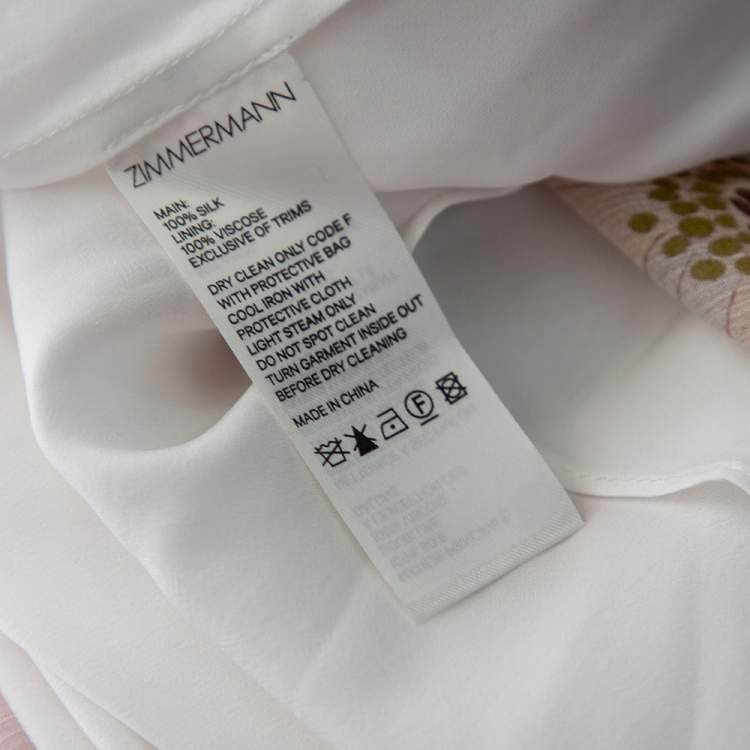 ZIMMERMANN
MAIN:
100% SILK
LINING:
100% VISCOSE
EXCLUSIVE OF TRIMS
DRY CLEAN ONLY CODE F
WITH PROTECTIVE BAG
COOL IRON WITH
PROTECTIVE CLOTH
LIGHT STEAM ONLY
DO NOT SPOT CLEAN
TURN GARMENT INSIDE OUT
BEFORE DRY CLEANING
MADE IN CHINA
F